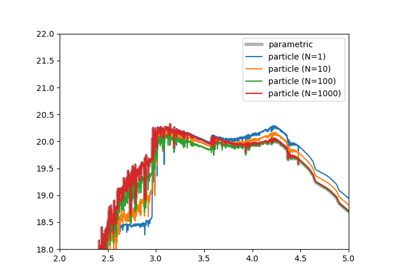 22.0
21.5
21.0
20.5
20.0
19.5
19.0
18.5
18.0
2.0 2.5 3.0 3.5 4.0 4.5 5.0
parametric
particle (N=1)
particle (N=10)
particle (N=100)
particle (N=1000)